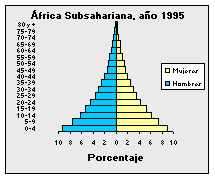 África Subsahariana, año 1995
80 y +
75-79
70-74
65-69
60-64
55-59
50-54
45-49
40-44
35-39
30-34
25-29
20-24
15-19
10-14
5-9
0-4
Mujeres
Hombres
10 8 6 4 2 0 2 4 6 8 10
Porcentaje